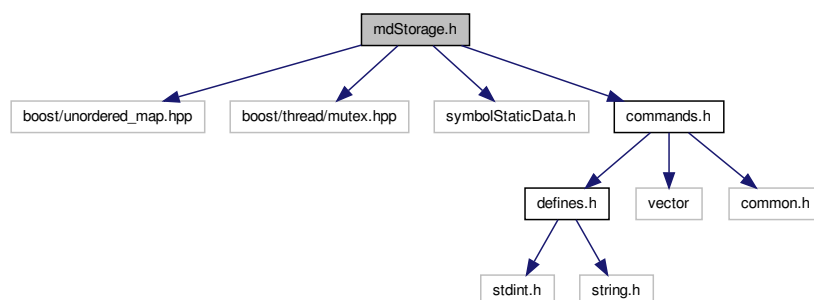 mdStorage.h
boost/unordered_map.hpp
boost/thread/mutex.hpp
symbolStaticData.h
commands.h
defines.h
vector
common.h
stdint.h
string.h